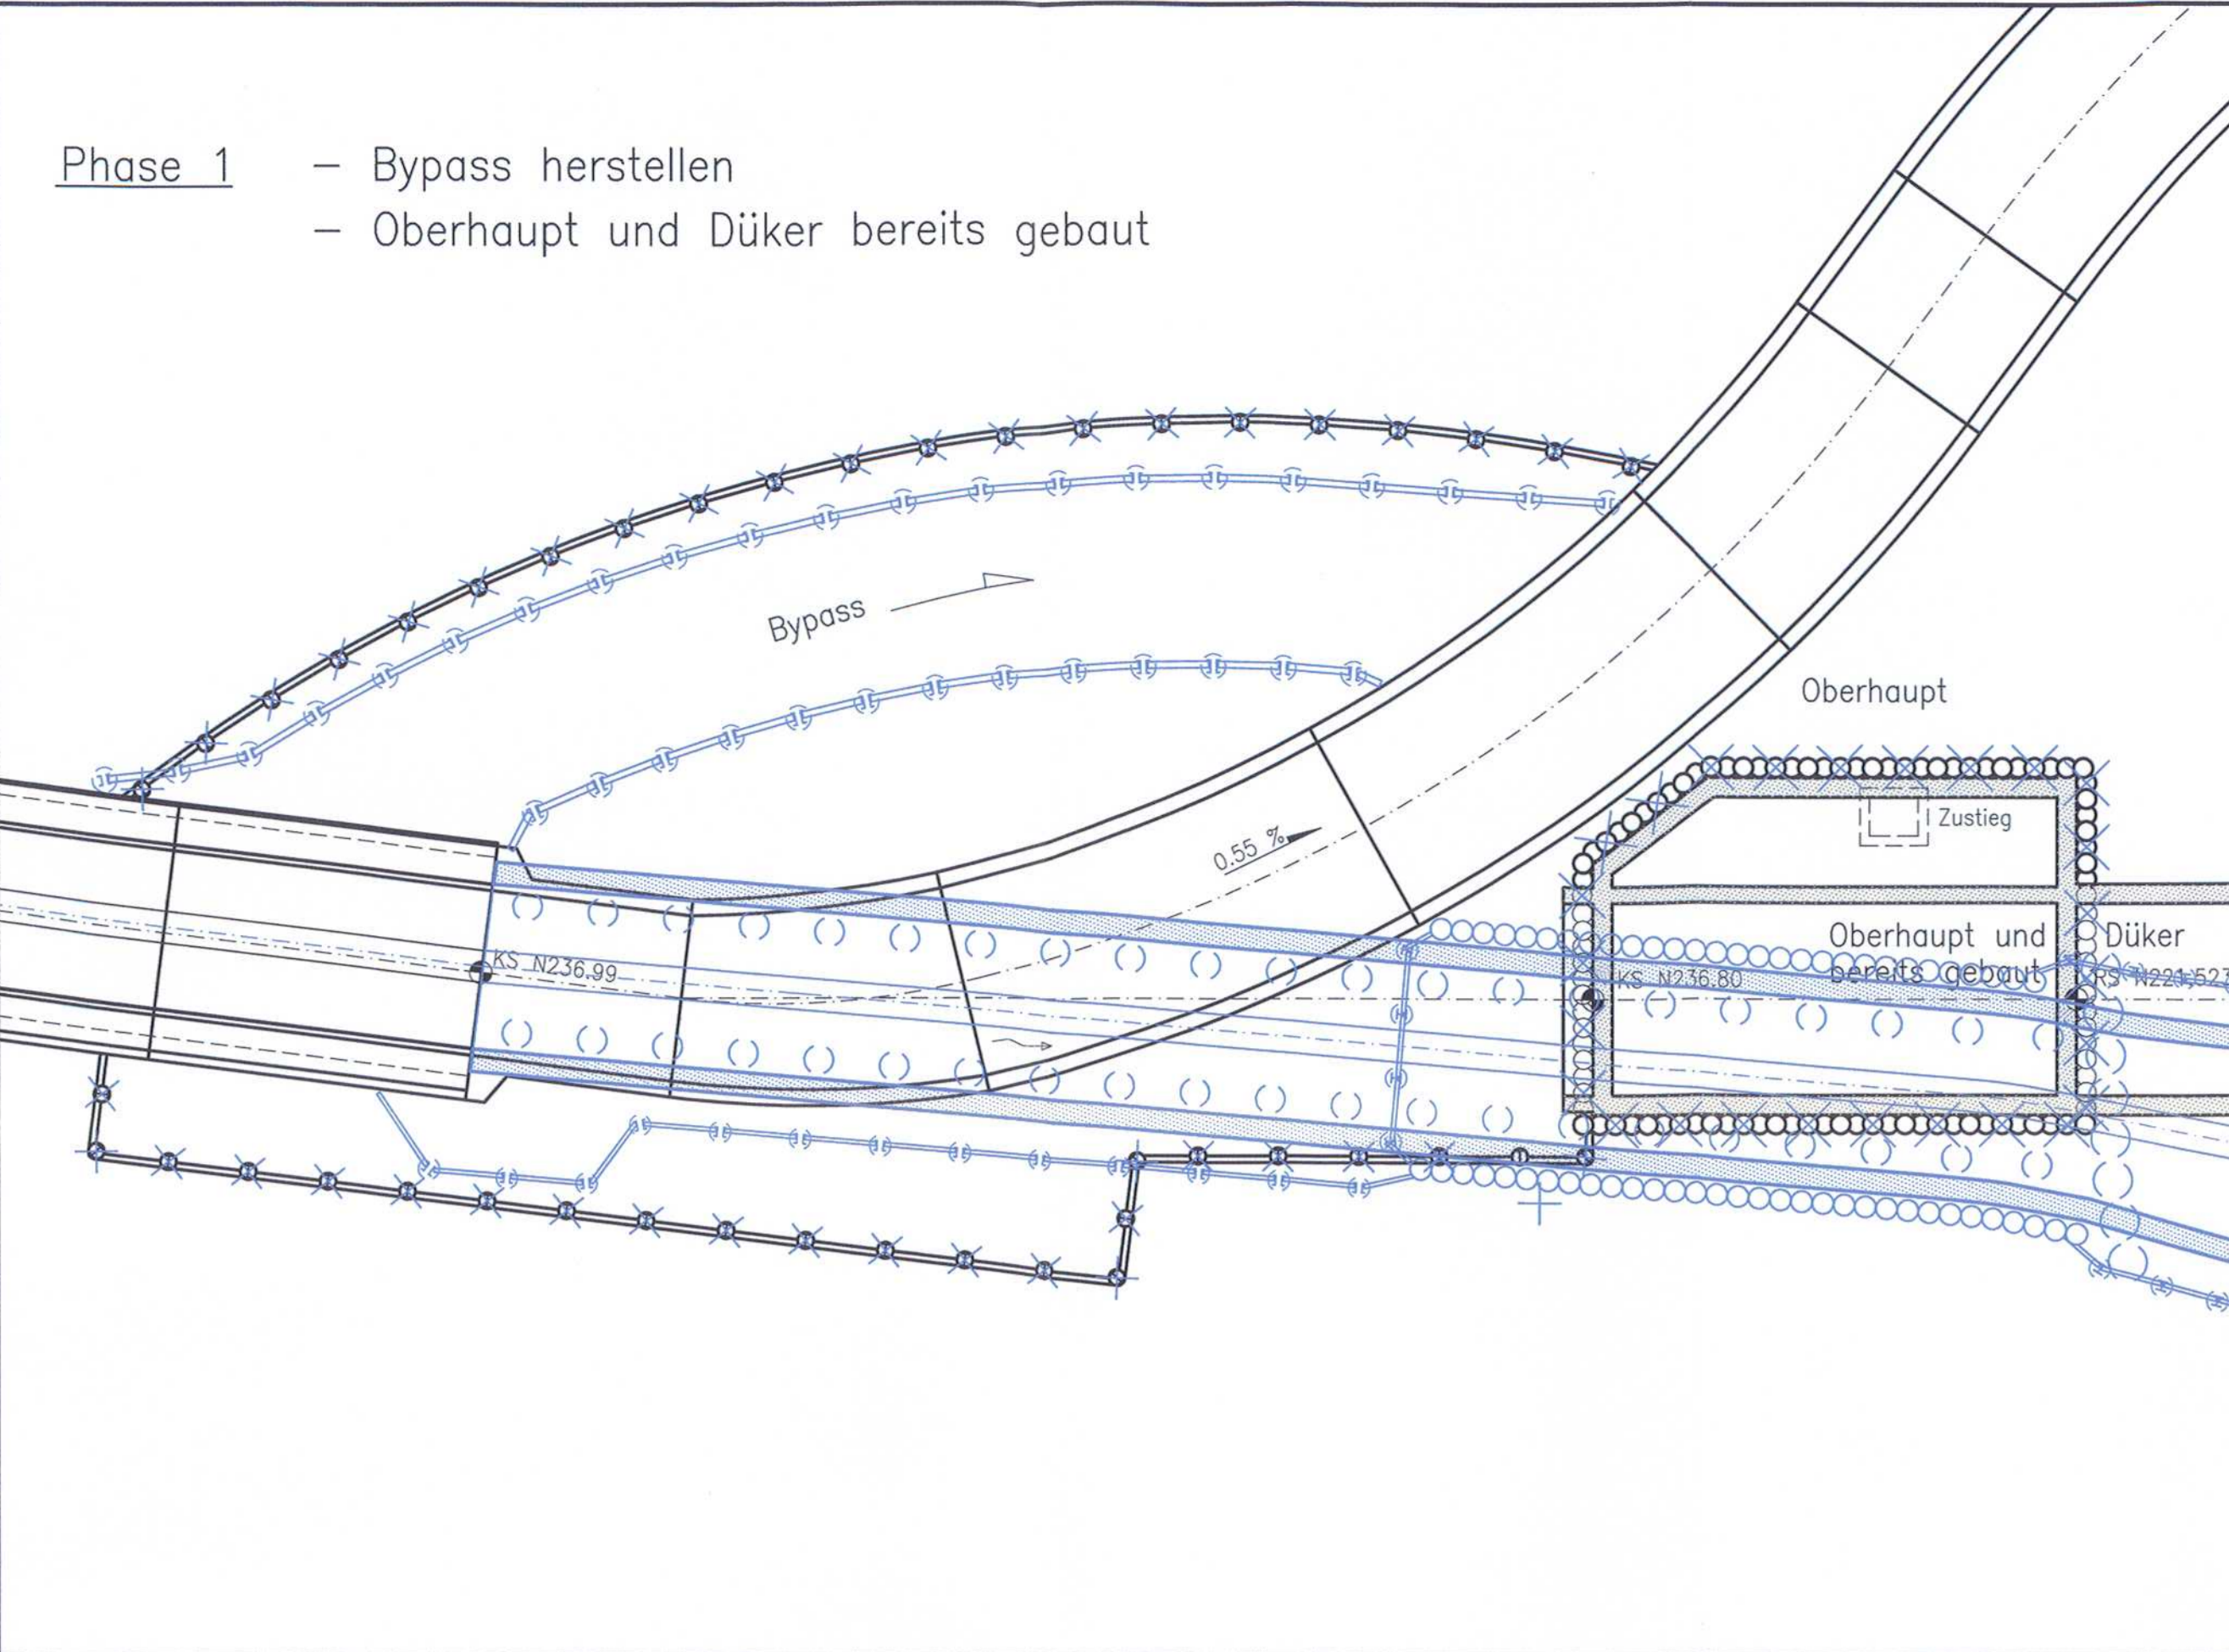 Phase 1 – Bypass herstellen
– Oberhaupt und Düker bereits gebaut
Bypass
Oberhaupt
0.55 %
Zustieg
Oberhaupt und Düker
bereits gebaut
KS N236.99
KS N236.80